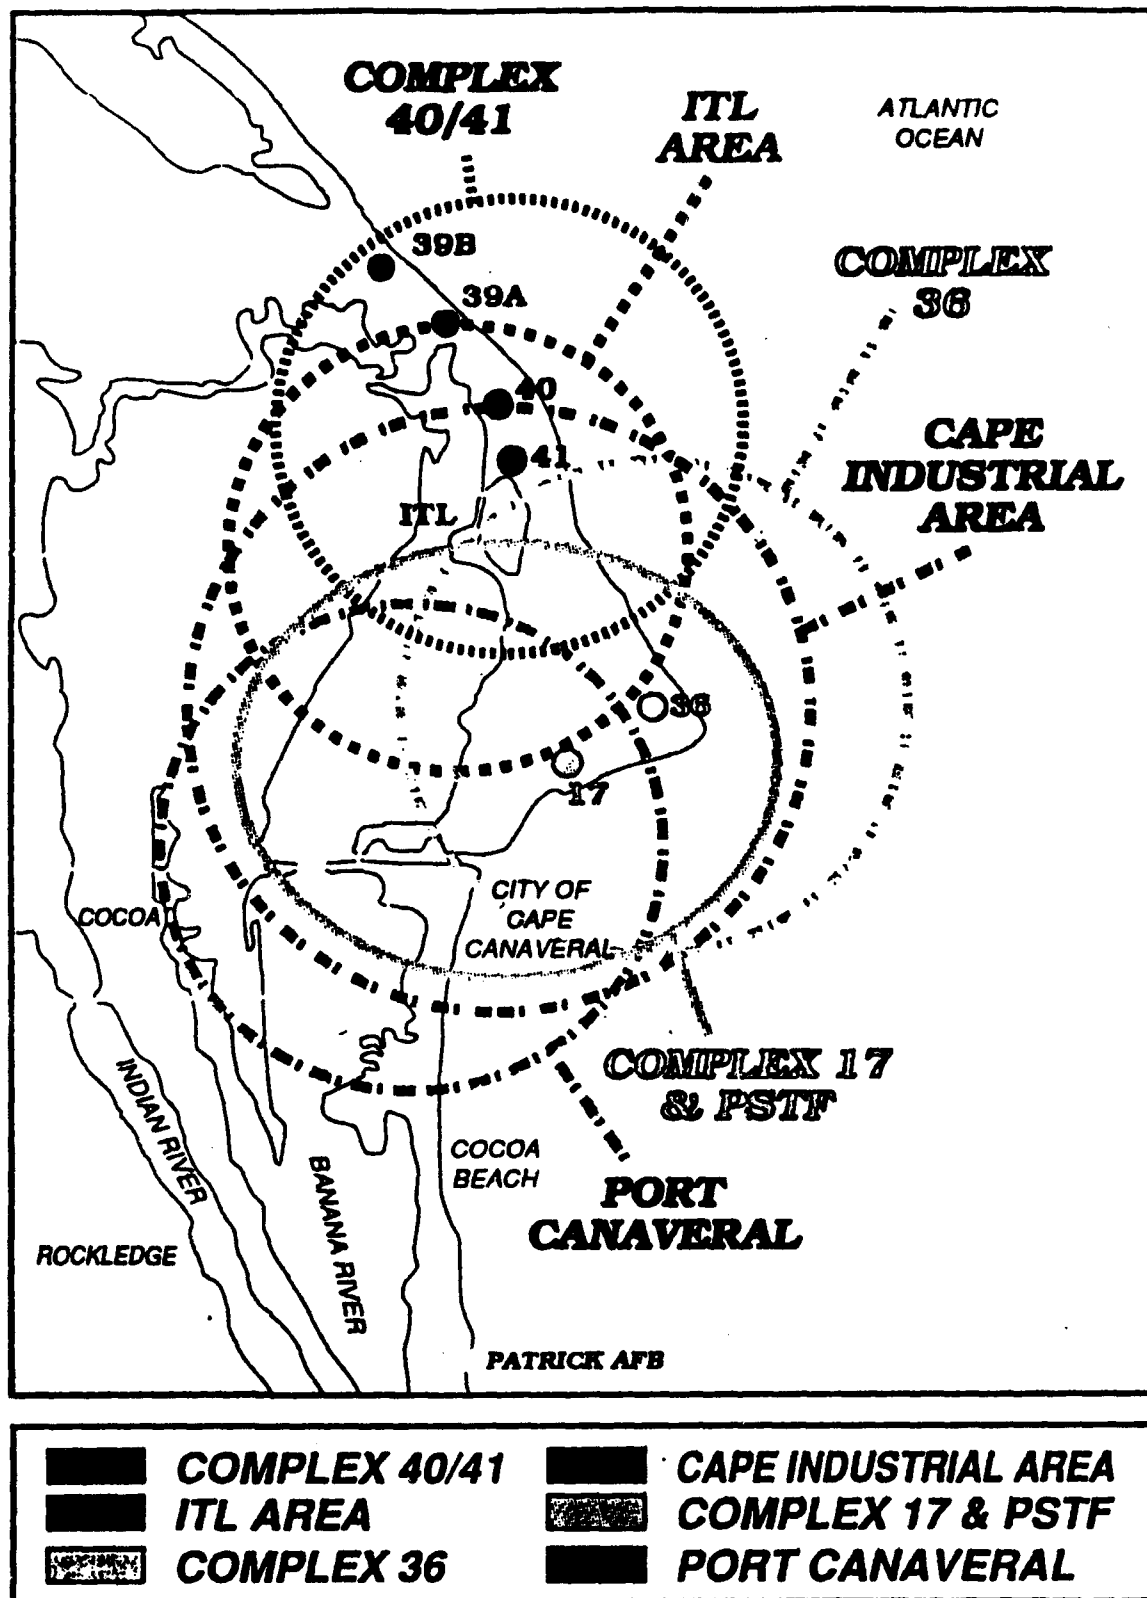 COMPLEX
40/41
ITL
AREA
ATLANTIC
OCEAN
39B
COMPLEX
36
39A
40
CAPE
INDUSTRIAL
AREA
41
ITL
36
17
CITY OF
CAPE
CANAVERAL
COCOA
COMPLEX 17
& PSTF
INDIAN RIVER
BANANA RIVER
COCOA
BEACH
PORT
CANAVERAL
ROCKLEDGE
PATRICK AFB
COMPLEX 40/41
ITL AREA
COMPLEX 36
CAPE INDUSTRIAL AREA
COMPLEX 17 & PSTF
PORT CANAVERAL